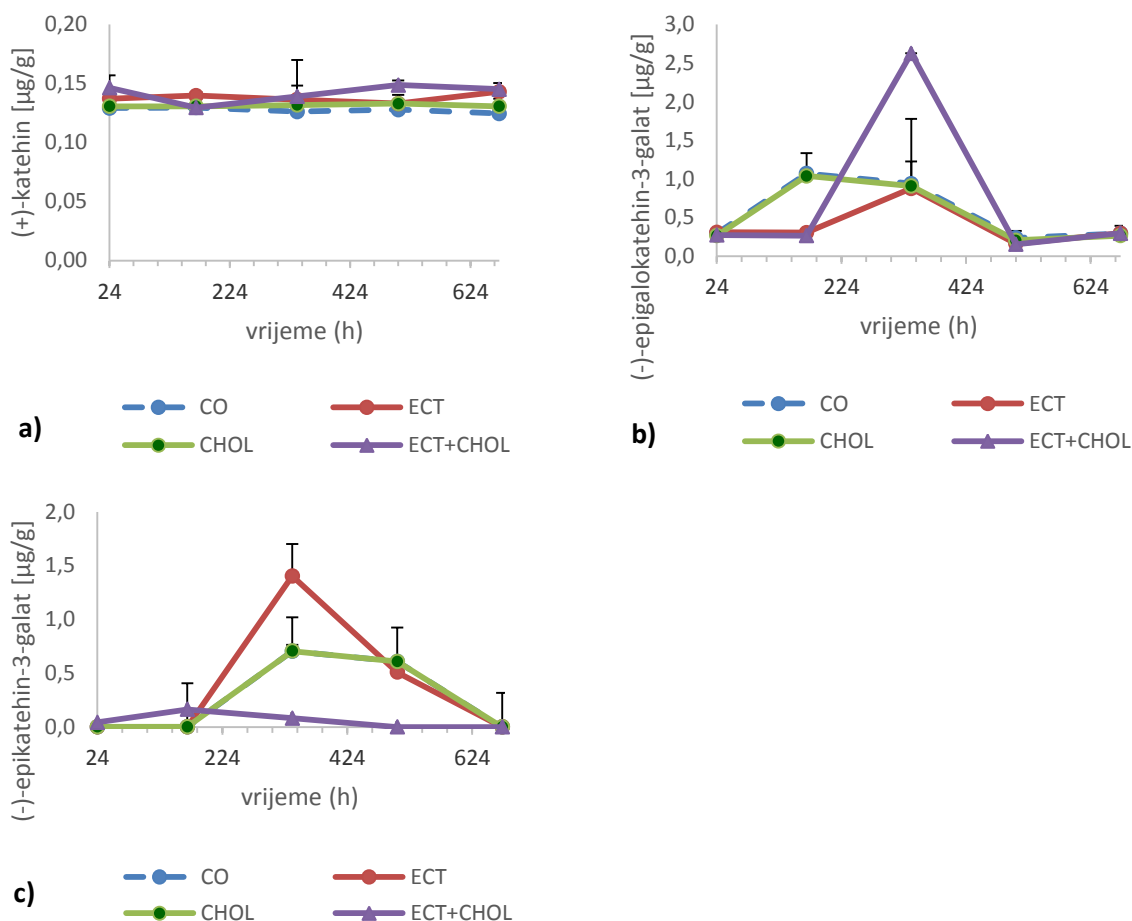 (+)-katehin [µg/g]
0,20
0,15
0,10
0,05
0,00
24
224
424
624
vrijeme (h)
CO
ECT
CHOL
ECT+CHOL
a)
(-)-epigalokatehin-3-galat [µg/g]
3,0
2,5
2,0
1,5
1,0
0,5
0,0
24
224
424
624
vrijeme (h)
CO
ECT
CHOL
ECT+CHOL
b)
(-)-epikatehin-3-galat [µg/g]
2,0
1,5
1,0
0,5
0,0
24
224
424
624
vrijeme (h)
CO
ECT
CHOL
ECT+CHOL
c)